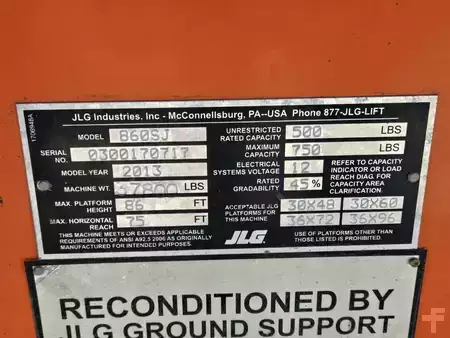 1706948A
JLG Industries, Inc - McConnellsburg, PA--USA Phone 877-JLG-LIFT
MODEL 860SJ
SERIAL NO. 0300170717
MODEL YEAR 2013
MACHINE WT. 37800 LBS
MAX. PLATFORM HEIGHT 86 FT
MAX. HORIZONTAL REACH 75 FT
THIS MACHINE MEETS OR EXCEEDS APPLICABLE
REQUIREMENTS OF ANSI A92.5 2006 AS ORIGINALLY
MANUFACTURED FOR INTENDED PURPOSES.
UNRESTRICTED RATED CAPACITY 500 LBS
MAXIMUM CAPACITY 750 LBS
ELECTRICAL SYSTEMS VOLTAGE 12
RATED GRADABILITY 45%
REFER TO CAPACITY
INDICATOR OR LOAD
REACH DIAG. FOR
CAPACITY AREA
CLARIFICATION.
ACCEPTABLE JLG PLATFORMS FOR THIS MACHINE
30X48 30X60
36X72 36X96
JLG
USE OF PLATFORMS OTHER THAN
THOSE LISTED IS PROHIBITED.
RECONDITIONED BY
JLG GROUND SUPPORT